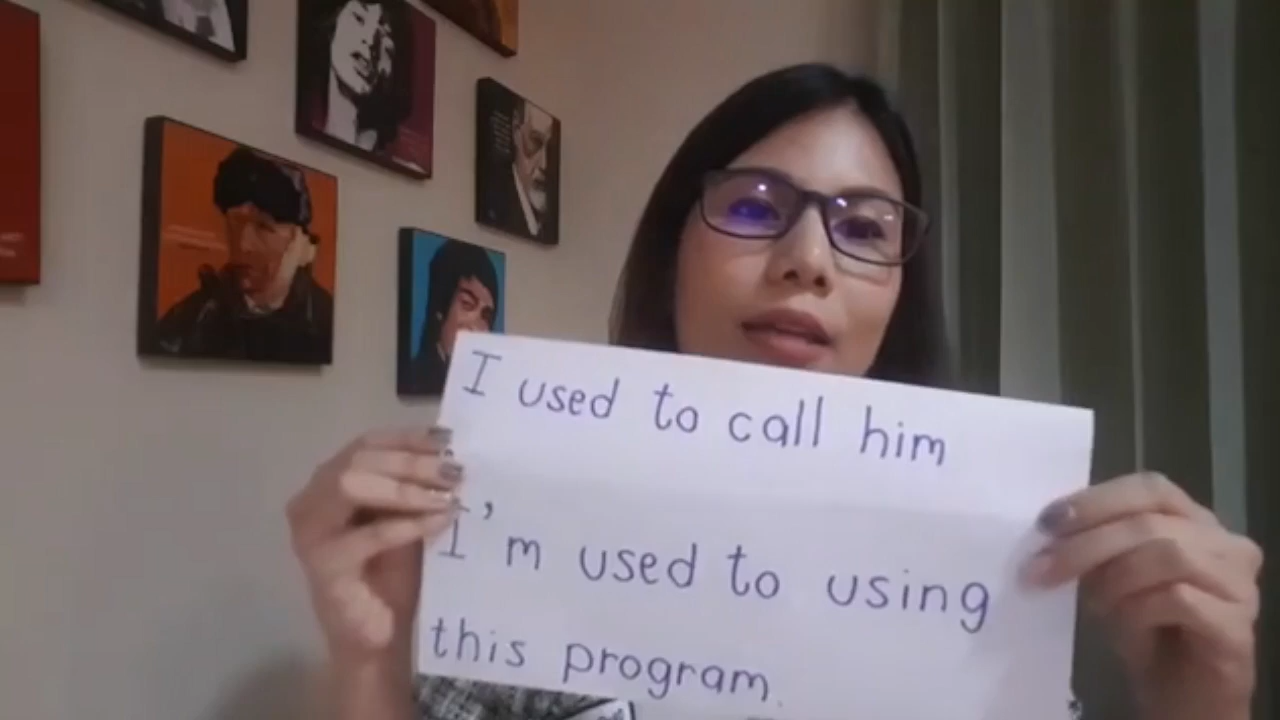 I used to call him
I'm used to using
this program.